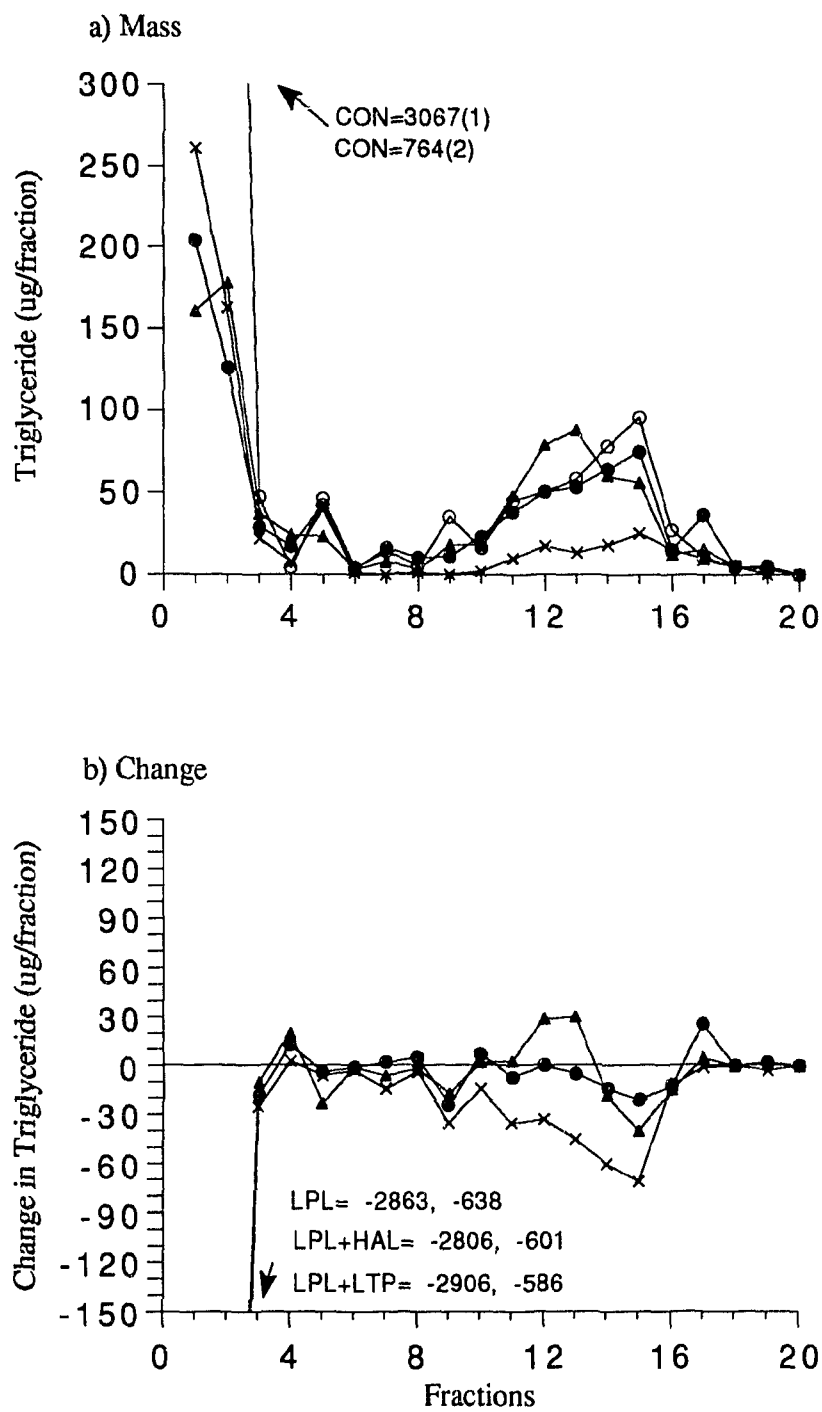 a) Mass
300
250
200
150
100
50
0
Triglyceride (ug/fraction)
CON=3067(1)
CON=764(2)
0 4 8 12 16 20
b) Change
150
120
90
60
30
0
-30
-60
-90
-120
-150
Change in Triglyceride (ug/fraction)
LPL= -2863, -638
LPL+HAL= -2806, -601
LPL+LTP= -2906, -586
0 4 8 12 16 20
Fractions